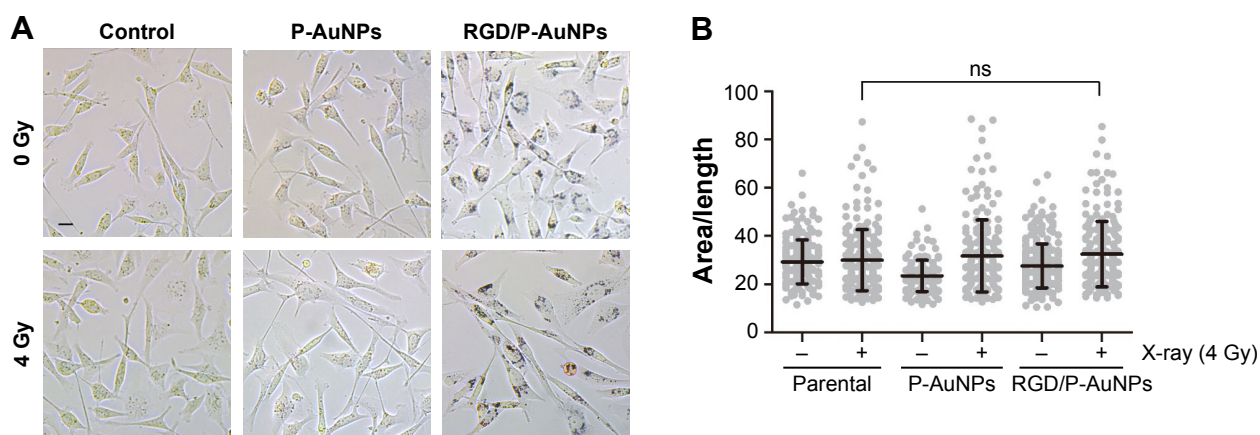 A
Control
P-AuNPs
RGD/P-AuNPs
0 Gy
4 Gy
B
ns
Area/length
100
80
60
40
20
0
– + – + – + X-ray (4 Gy)
Parental P-AuNPs RGD/P-AuNPs